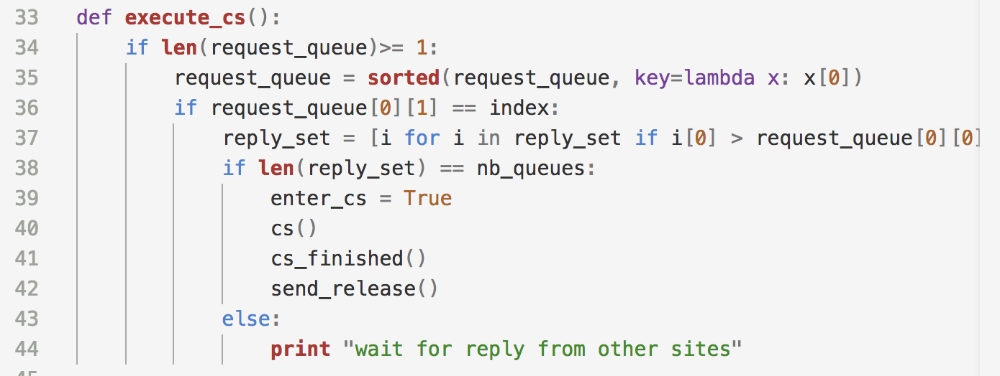 33 def execute_cs():
34 if len(request_queue)>= 1:
35 request_queue = sorted(request_queue, key=lambda x: x[0])
36 if request_queue[0][1] == index:
37 reply_set = [i for i in reply_set if i[0] > request_queue[0][0]
38 if len(reply_set) == nb_queues:
39 enter_cs = True
40 cs()
41 cs_finished()
42 send_release()
43 else:
44 print "wait for reply from other sites"
45